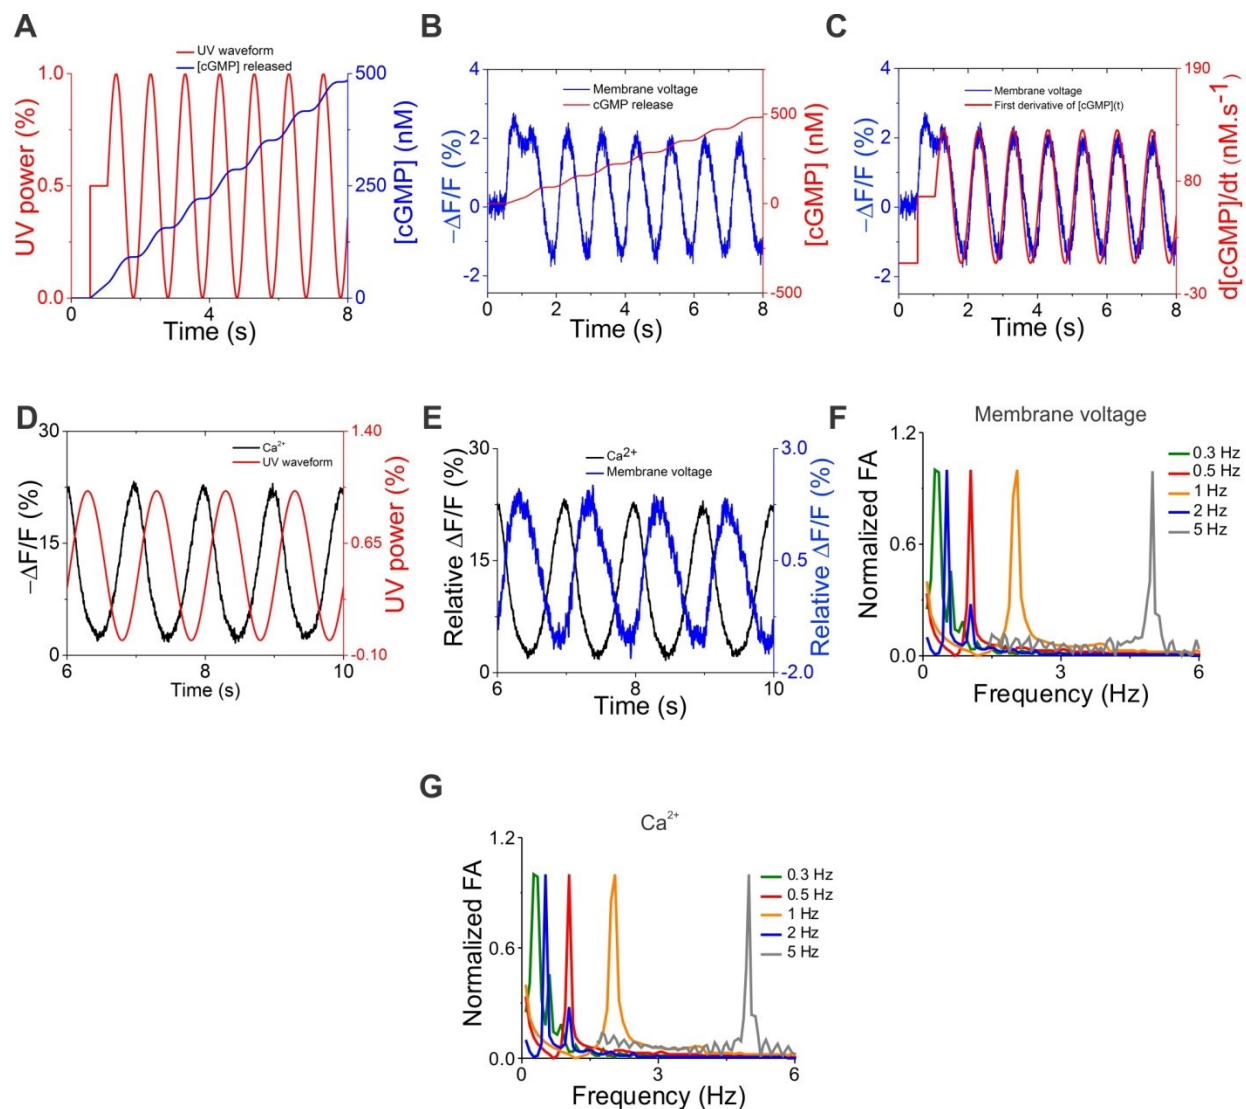 A
UV waveform
[cGMP] released
1.0
0.5
0.0
UV power (%)
500
250
0
[cGMP] (nM)
0 2 4 6 8
Time (s)
B
Membrane voltage
cGMP release
4
2
0
-2
−ΔF/F (%)
500
0
-500
[cGMP] (nM)
0 2 4 6 8
Time (s)
C
Membrane voltage
First derivative of [cGMP](t)
4
2
0
-2
−ΔF/F (%)
190
80
-30
d[cGMP]/dt (nM.s⁻¹)
0 2 4 6 8
Time (s)
D
Ca²⁺
UV waveform
30
15
0
−ΔF/F (%)
1.40
0.65
-0.10
UV power (%)
6 8 10
Time (s)
E
Ca²⁺
Membrane voltage
30
15
0
Relative ΔF/F (%)
3.0
0.5
-2.0
Relative ΔF/F (%)
6 8 10
Time (s)
F
Membrane voltage
1.2
0.6
0.0
Normalized FA
0.3 Hz
0.5 Hz
1 Hz
2 Hz
5 Hz
0 3 6
Frequency (Hz)
G
Ca²⁺
1.2
0.6
0.0
Normalized FA
0.3 Hz
0.5 Hz
1 Hz
2 Hz
5 Hz
0 3 6
Frequency (Hz)